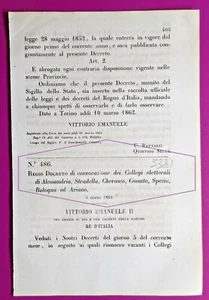 403
legge 28 maggio 1852, la quale entrerà in vigore dal
giorno primo del corrente anno, e sarà pubblicata con-
giuntamente al presente Decreto.
Art. 2
È abrogata ogni contraria disposizione vigente nelle
stesse Provincie.
Ordiniamo che il presente Decreto, munito del
Sigillo dello Stato, sia inserto nella raccolta ufficiale
delle leggi e dei decreti del Regno d'Italia, mandando
a chiunque spetti di osservarlo e di farlo osservare.
Dato a Torino addì 10 marzo 1862.
VITTORIO EMANUELE
N.° 486.
REGIO DECRETO di convocazione dei Collegi elettorali
di Alessandria, Stradella, Cherasco, Cossato, Spezia,
Bologna ed Ariano.
9 marzo 1862
VITTORIO EMANUELE II
PER GRAZIA DI DIO E PER VOLONTÀ DELLA NAZIONE
RE D'ITALIA
Veduti i Nostri Decreti del giorno 5 del corrente
mese, in seguito ai quali rimasero vacanti i Collegi